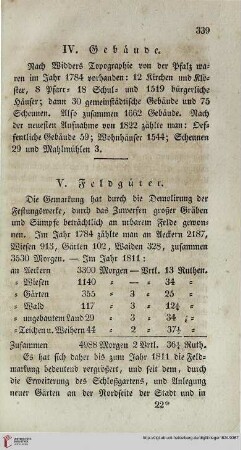 339
IV. Gebäude.
Nach Widders Topographie von der Pfalz wa-
ren im Jahr 1784 vorhanden: 12 Kirchen und Klö-
ster, 8 Pfarr- 18 Schul- und 1519 bürgerliche
Häuser; dann 30 gemeinstädtische Gebäude und 75
Scheunen. Also zusammen 1662 Gebäude. Nach
der neuesten Aufnahme von 1822 zählte man: Oef-
fentliche Gebäude 59; Wohnhäuser 1544; Scheunen
29 und Mahlmühlen 3.
V. Feldgüter.
Die Gemarkung hat durch die Demolirung der
Festungswerke, durch das Zuwerfen großer Gräben
und Sümpfe beträchtlich an urbarem Felde gewon-
nen. Im Jahr 1784 zählte man an Aeckern 2187,
Wiesen 913, Gärten 102, Waiden 328, zusammen
3530 Morgen. — Im Jahr 1811:
an Aeckern 3390 Morgen — Vrtl. 13 Ruthen.
» Wiesen 1140 » — » 34 »
» Gärten 355 » 3 » 25 »
» Wald 117 » 3 » 12½ »
» ungebautem Land 29 » 3 » 34 »
» Teichen u. Weihern 44 » 2 » 37½ »
Zusammen 4988 Morgen 2 Vrtl. 36½ Ruth.
Es hat sich daher bis zum Jahr 1811 die Feld-
markung bedeutend vergrößert, und seit dem, durch
die Erweiterung des Schloßgartens, und Anlegung
neuer Gärten an der Nordseite der Stadt und in
22*